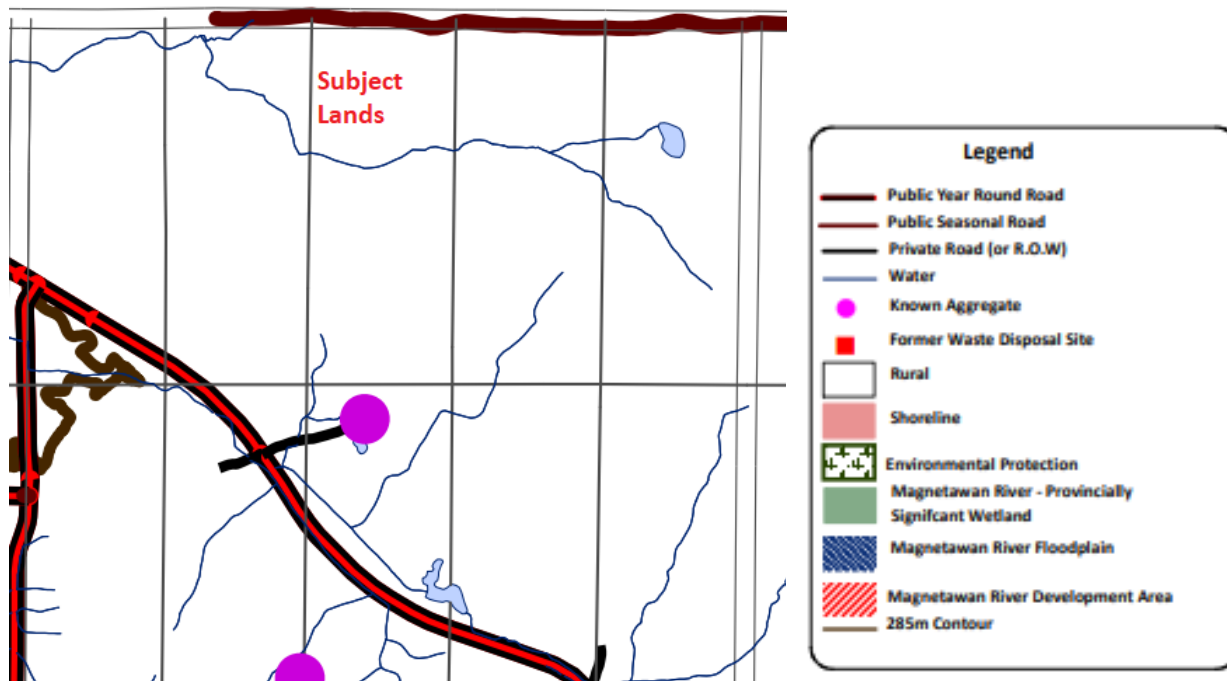 Subject
Lands
Legend
Public Year Round Road
Public Seasonal Road
Private Road (or R.O.W)
Water
Known Aggregate
Former Waste Disposal Site
Rural
Shoreline
Environmental Protection
Magnetawan River - Provincially
Signifcant Wetland
Magnetawan River Floodplain
Magnetawan River Development Area
285m Contour